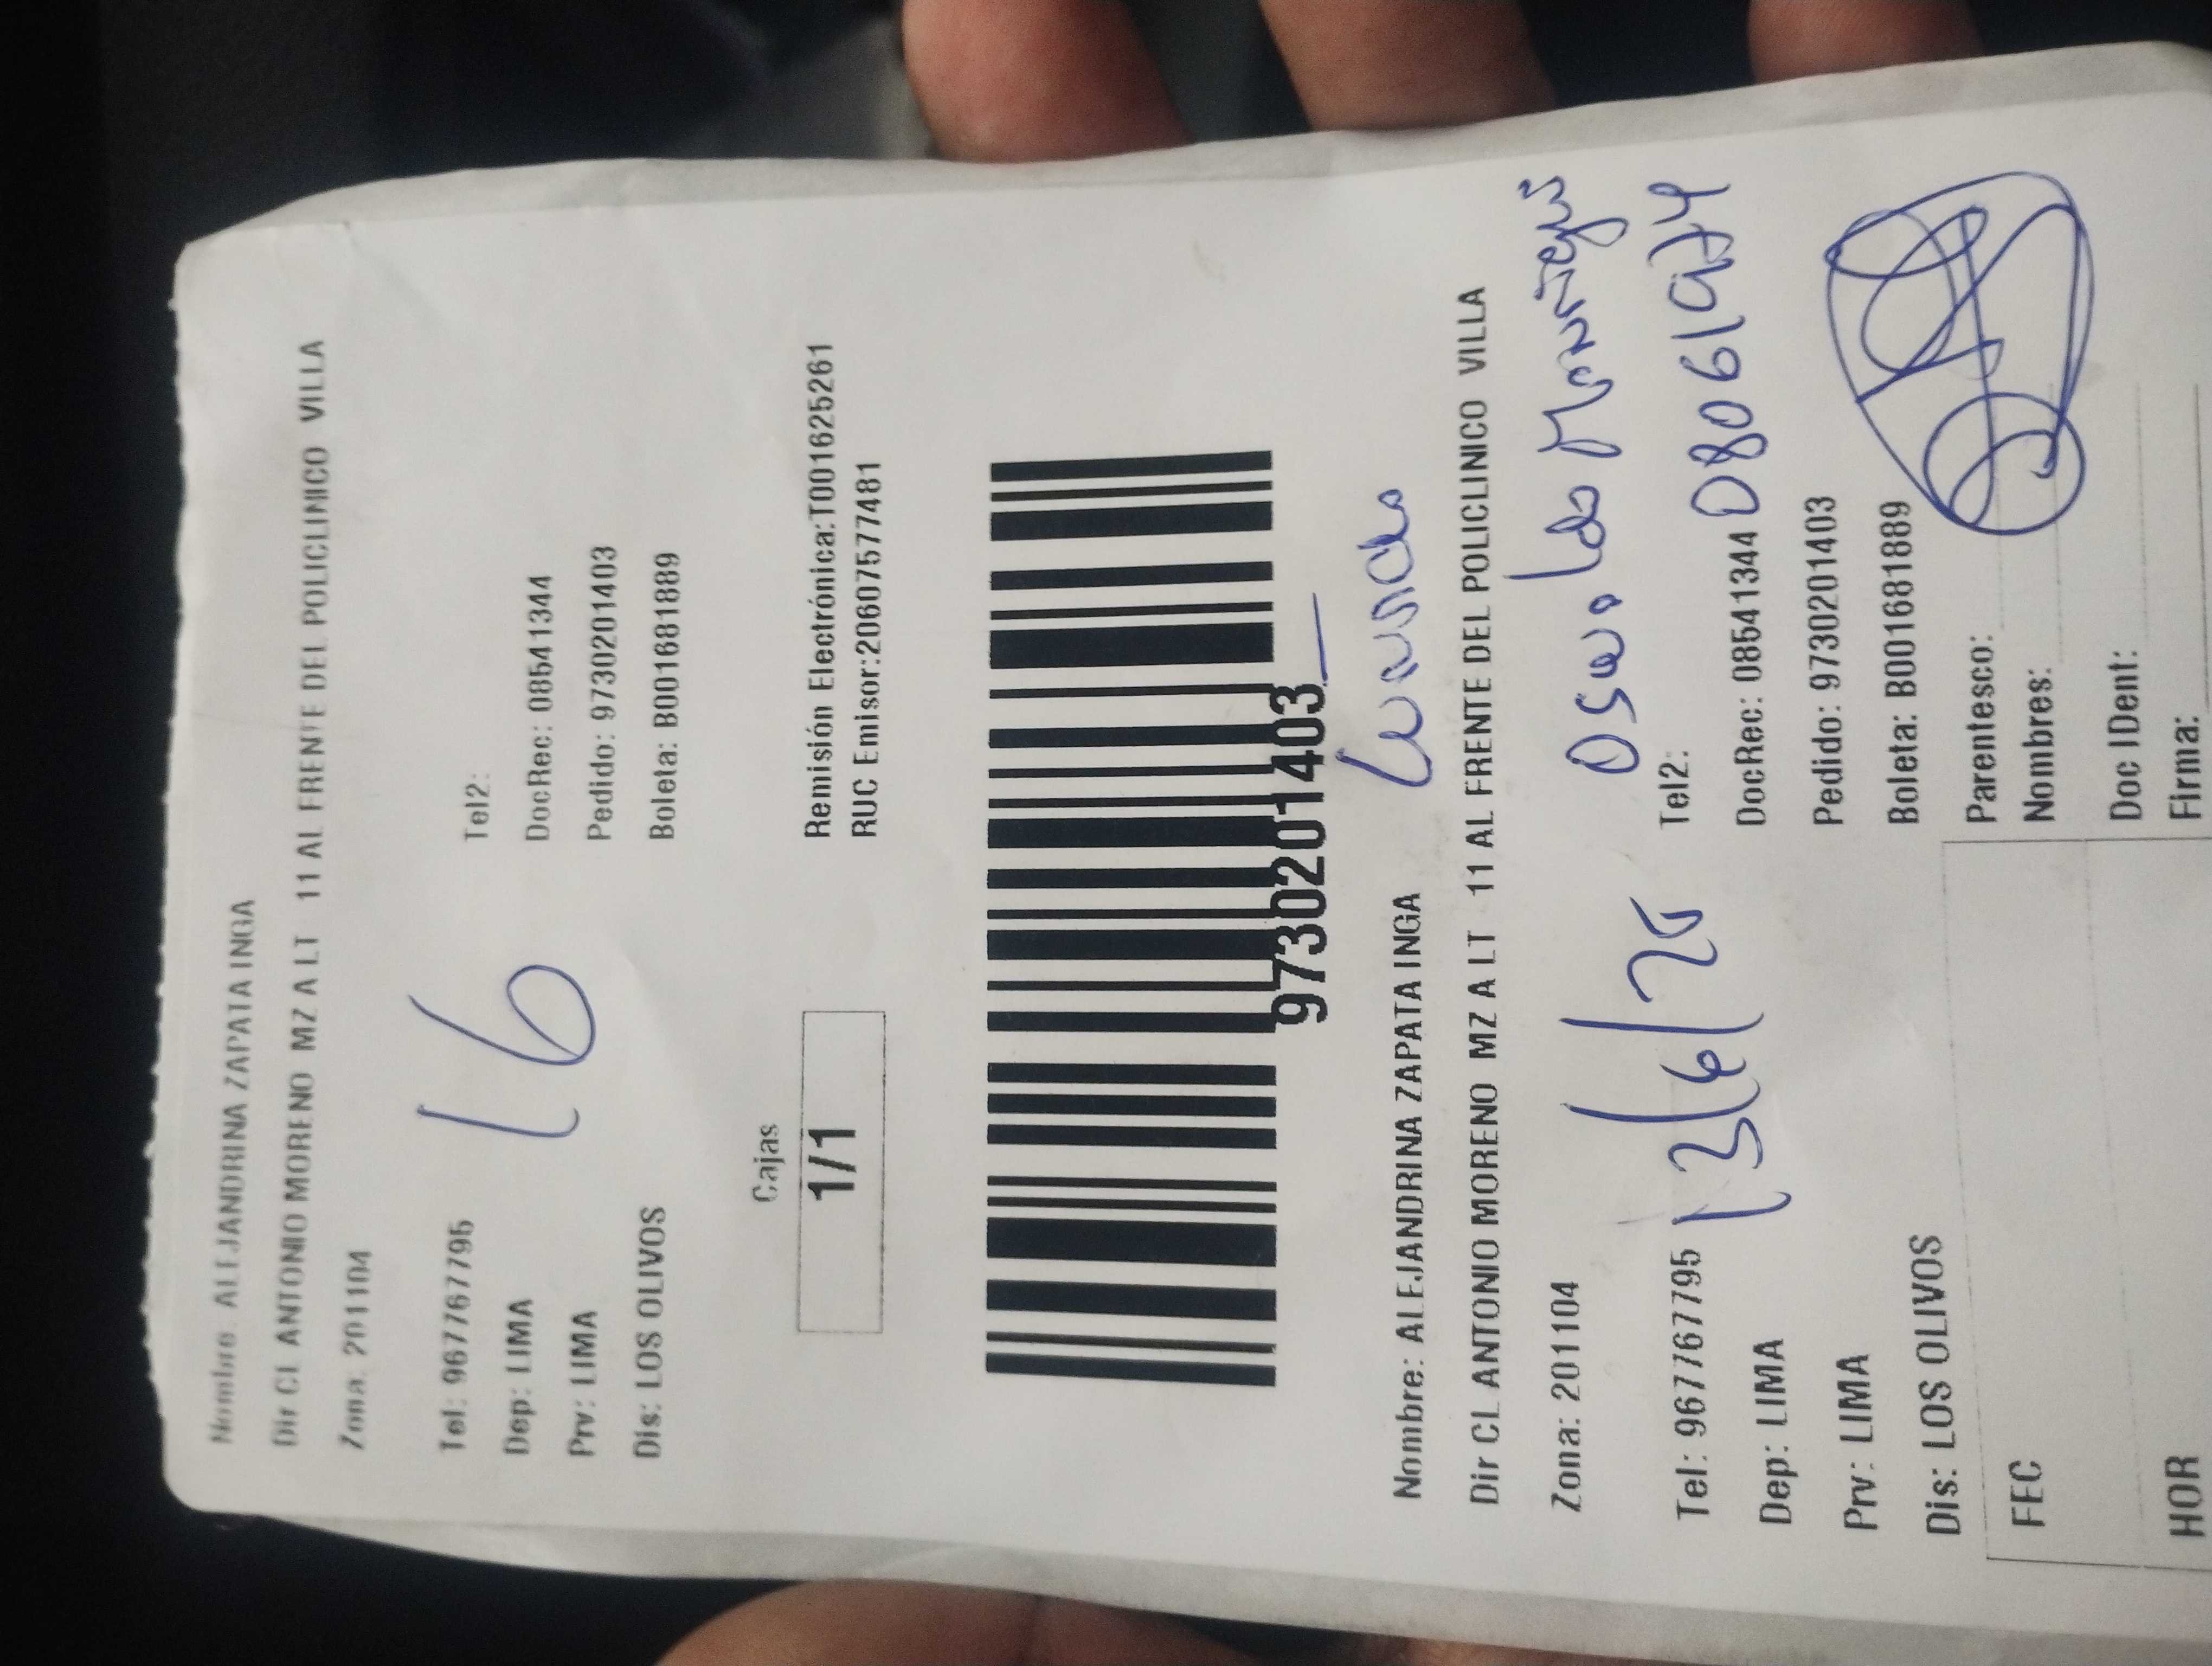 Nombre: ALEJANDRINA ZAPATA INGA
Dir CL ANTONIO MORENO MZ A LT 11 AL FRENTE DEL POLICLINICO VILLA
Zona: 201104
16
Tel: 967767795 Tel2:
Dep: LIMA DocRec: 08541344
Prv: LIMA Pedido: 9730201403
Dis: LOS OLIVOS Boleta: B001681889
Cajas
1/1
Remisión Electrónica:T001625261
RUC Emisor:20607577481
9730201403
Nombre: ALEJANDRINA ZAPATA INGA
Dir CL ANTONIO MORENO MZ A LT 11 AL FRENTE DEL POLICLINICO VILLA
Zona: 201104
13/6/25
08061974
Tel: 967767795 Tel2:
Dep: LIMA DocRec: 08541344
Prv: LIMA Pedido: 9730201403
Dis: LOS OLIVOS Boleta: B001681889
FEC
HOR
Parentesco:
Nombres:
Doc IDent:
Firma: